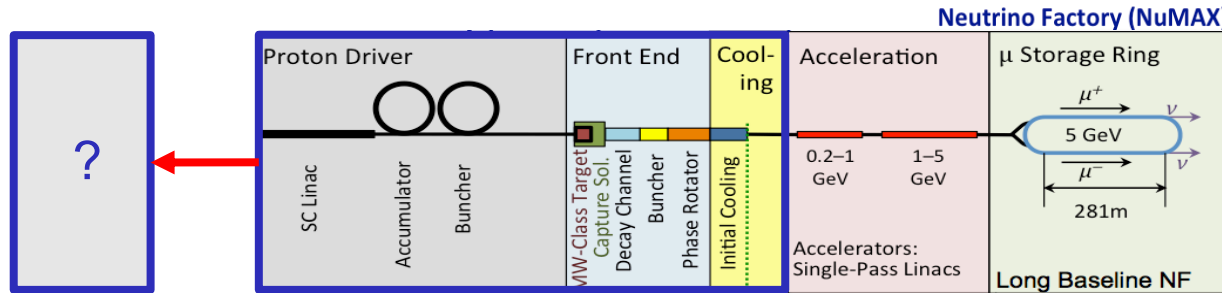 Neutrino Factory (NuMAX)
?
Proton Driver
SC Linac
Accumulator
Buncher
Front End
MW-Class Target
Capture Sol.
Decay Channel
Buncher
Phase Rotator
Cool-
ing
Initial Cooling
Acceleration
0.2–1
GeV
1–5
GeV
Accelerators:
Single-Pass Linacs
μ Storage Ring
μ+
ν
5 GeV
μ−
ν
281m
Long Baseline NF